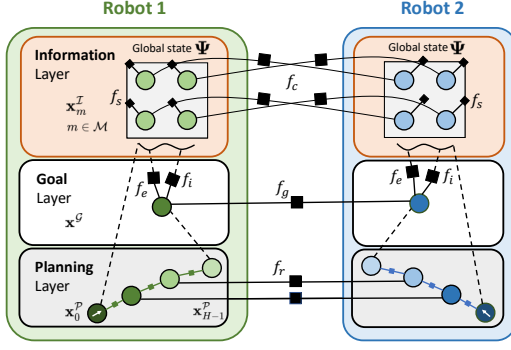 Robot 1
Robot 2
Information
Layer
Global state Ψ
Global state Ψ
f_s
f_c
f_s
x_m^ℐ
m ∈ ℳ
Goal
Layer
x^𝒢
f_e
f_i
f_g
f_e
f_i
Planning
Layer
x_0^𝒫
x_{H−1}^𝒫
f_r